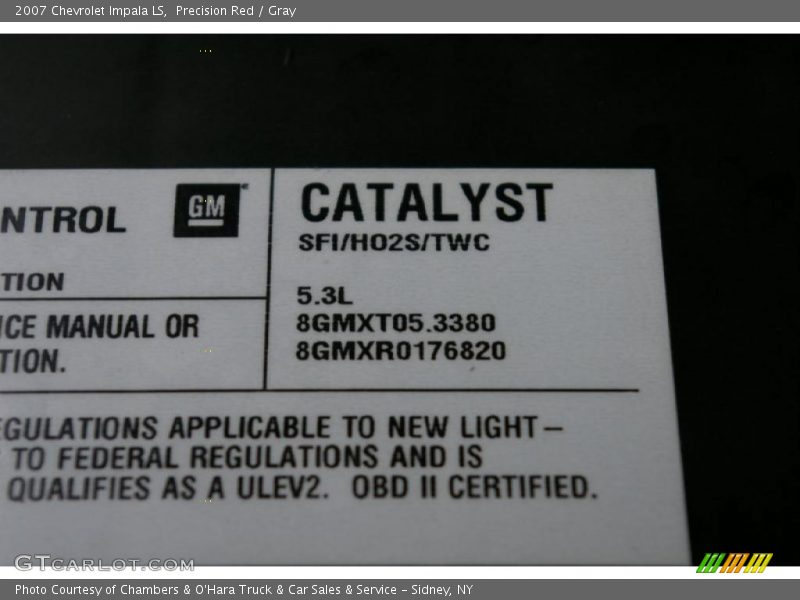 2007 Chevrolet Impala LS,  Precision Red / Gray
NTROL
GM
TION
ICE MANUAL OR
TION.
CATALYST
SFI/HO2S/TWC
5.3L
8GMXT05.3380
8GMXR0176820
EGULATIONS APPLICABLE TO NEW LIGHT–
TO FEDERAL REGULATIONS AND IS
QUALIFIES AS A ULEV2.  OBD II CERTIFIED.
GTCARLOT.COM
Photo Courtesy of Chambers & O'Hara Truck & Car Sales & Service – Sidney, NY